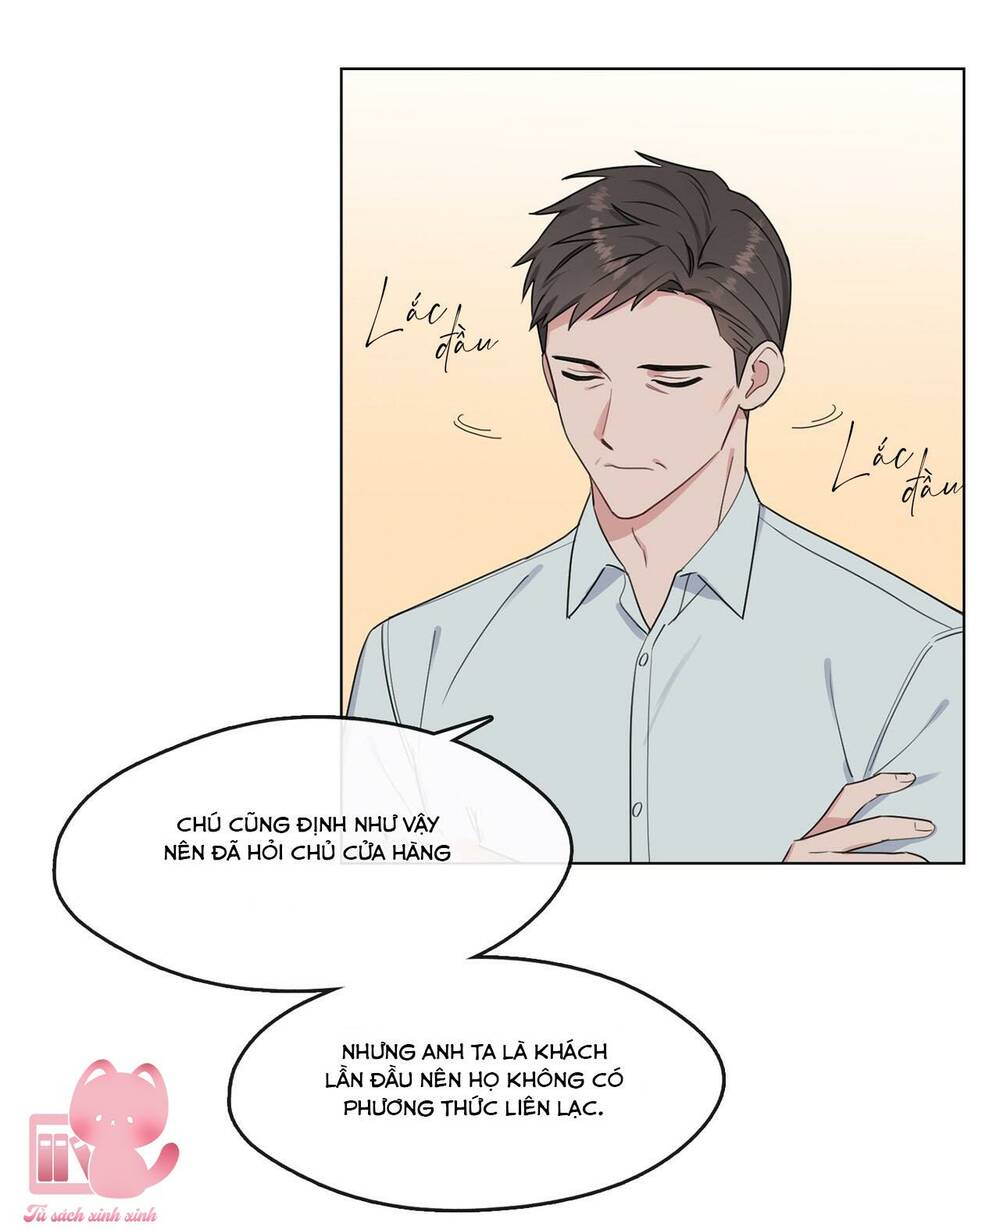 Lắc
đầu
Lắc
đầu
CHÚ CŨNG ĐỊNH NHƯ VẬY
NÊN ĐÃ HỎI CHỦ CỬA HÀNG
NHƯNG ANH TA LÀ KHÁCH
LẦN ĐẦU NÊN HỌ KHÔNG CÓ
PHƯƠNG THỨC LIÊN LẠC.
Tủ sách xinh xinh